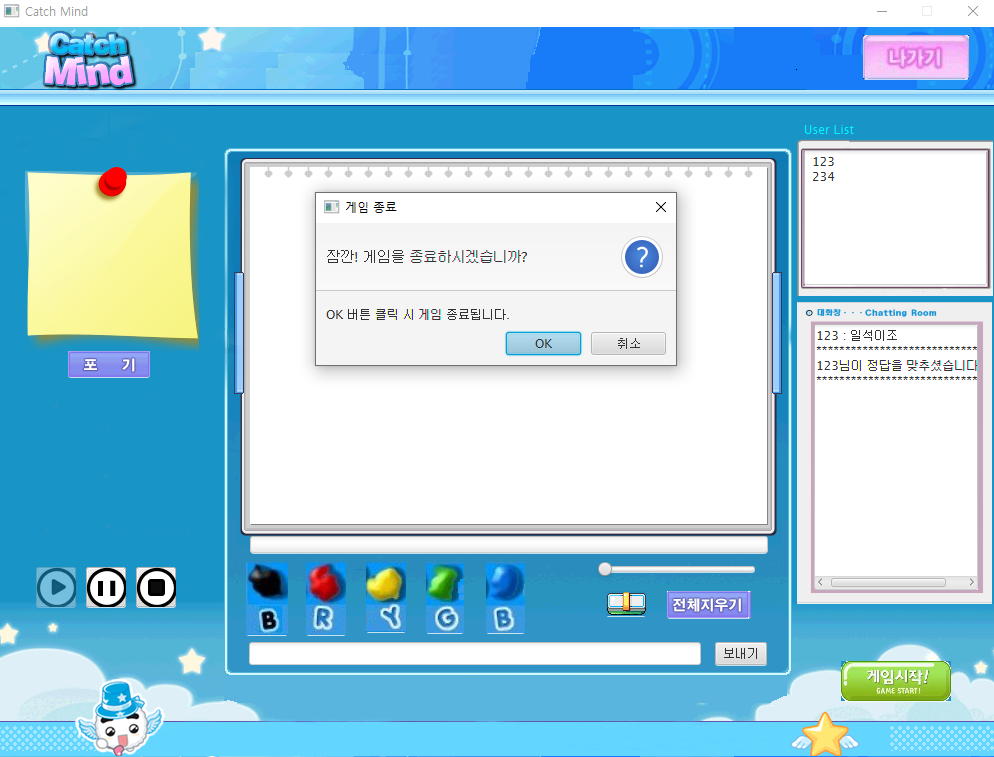 Catch Mind
Catch
Mind
나가기
User List
123
234
게임 종료
잠깐! 게임을 종료하시겠습니까?
?
OK 버튼 클릭 시 게임 종료됩니다.
OK
취소
포 기
대화창 · · · Chatting Room
123 : 일석이조
****************************
123님이 정답을 맞추셨습니다
****************************
B
R
Y
G
B
전체지우기
보내기
게임시작!
GAME START!